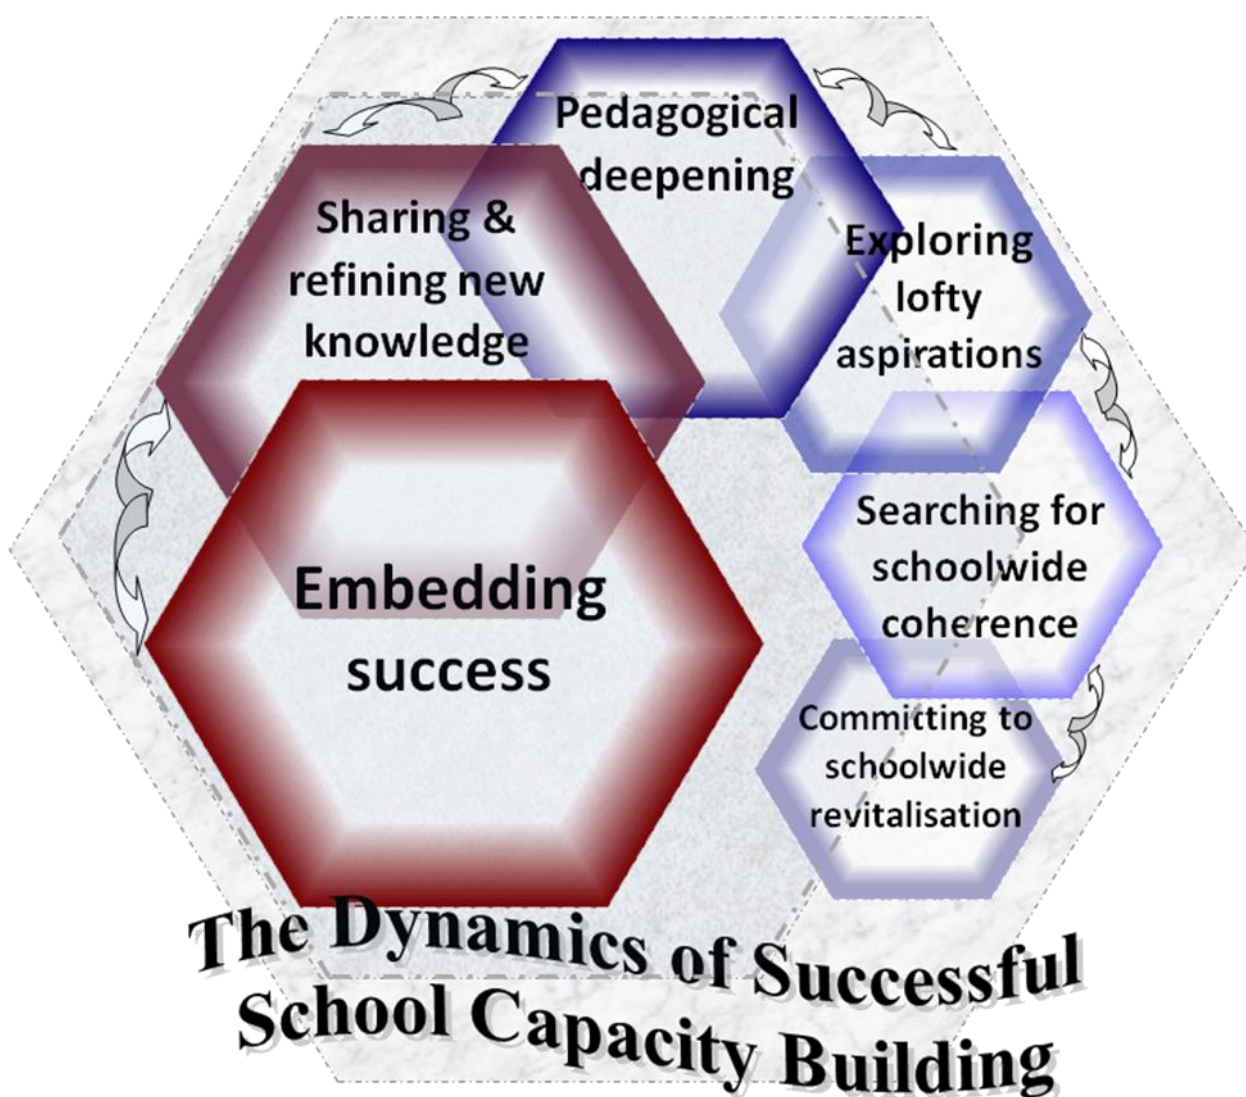 Pedagogical
deepening
Sharing &
refining new
knowledge
Exploring
lofty
aspirations
Searching for
schoolwide
coherence
Embedding
success
Committing to
schoolwide
revitalisation
The Dynamics of Successful
School Capacity Building